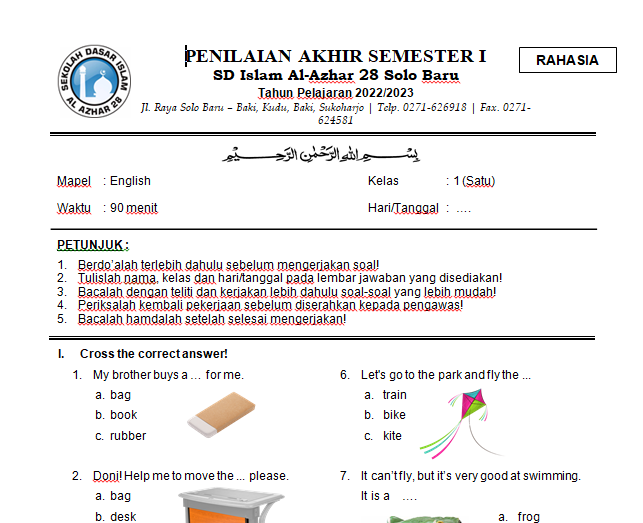 SEKOLAH DASAR ISLAM
AL AZHAR 28
PENILAIAN AKHIR SEMESTER I
SD Islam Al-Azhar 28 Solo Baru
Tahun Pelajaran 2022/2023
Jl. Raya Solo Baru – Baki, Kudu, Baki, Sukoharjo | Telp. 0271-626918 | Fax. 0271-
624581
RAHASIA
بِسْــــــمِ اللهِ الرَّحْمٰنِ الرَّحِـــــيْمِ
Mapel : English Kelas : 1 (Satu)
Waktu : 90 menit Hari/Tanggal : ….
PETUNJUK :
1. Berdo’alah terlebih dahulu sebelum mengerjakan soal!
2. Tulislah nama, kelas dan hari/tanggal pada lembar jawaban yang disediakan!
3. Bacalah dengan teliti dan kerjakan lebih dahulu soal-soal yang lebih mudah!
4. Periksalah kembali pekerjaan sebelum diserahkan kepada pengawas!
5. Bacalah hamdalah setelah selesai mengerjakan!
I. Cross the correct answer!
1. My brother buys a … for me.
a. bag
b. book
c. rubber
2. Doni! Help me to move the ... please.
a. bag
b. desk
6. Let's go to the park and fly the ...
a. train
b. bike
c. kite
7. It can’t fly, but it’s very good at swimming.
It is a ….
a. frog